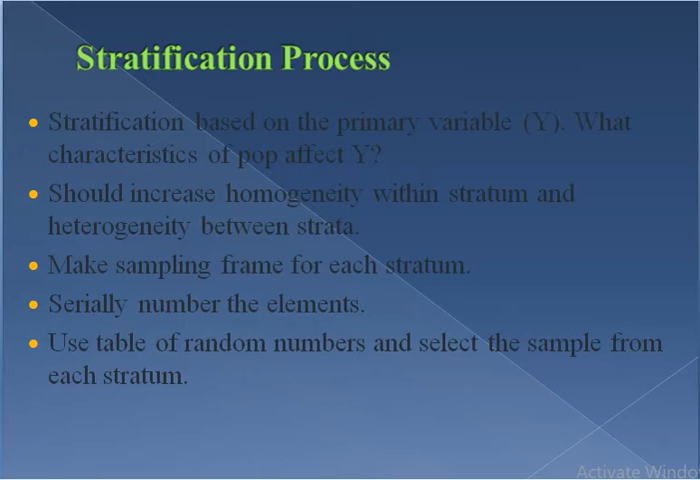 Stratification Process
Stratification based on the primary variable (Y). What
characteristics of pop affect Y?
Should increase homogeneity within stratum and
heterogeneity between strata.
Make sampling frame for each stratum.
Serially number the elements.
Use table of random numbers and select the sample from
each stratum.
Activate Windo